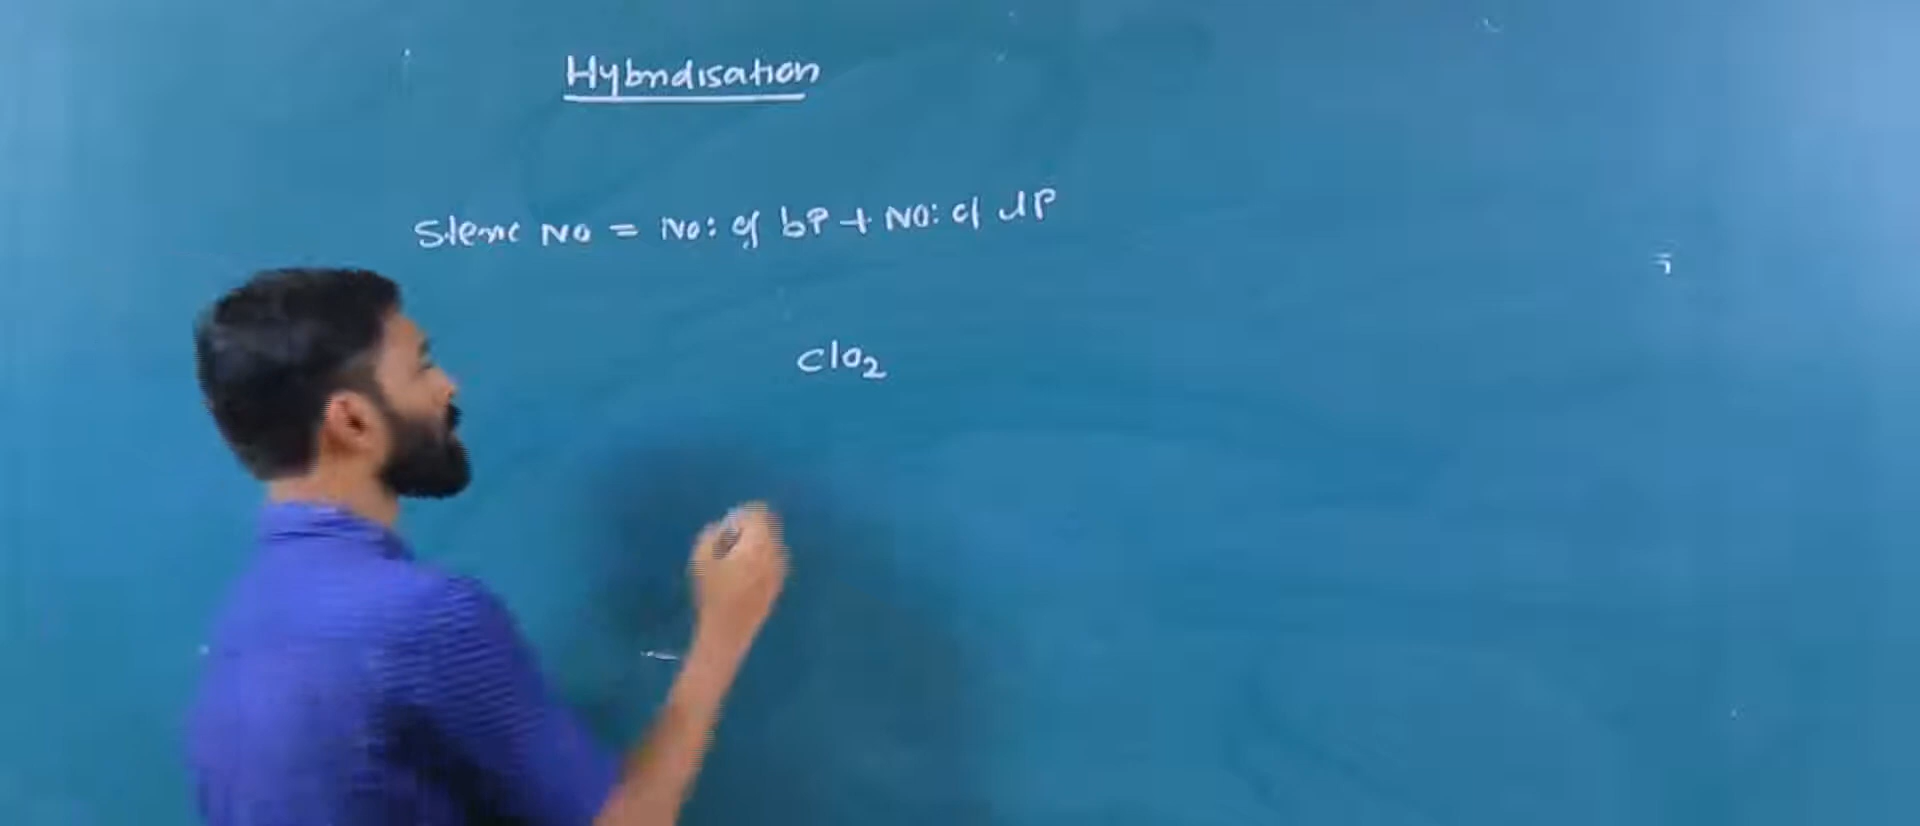 Hybridisation
Steric No = No: of bP + No: of lP
ClO2